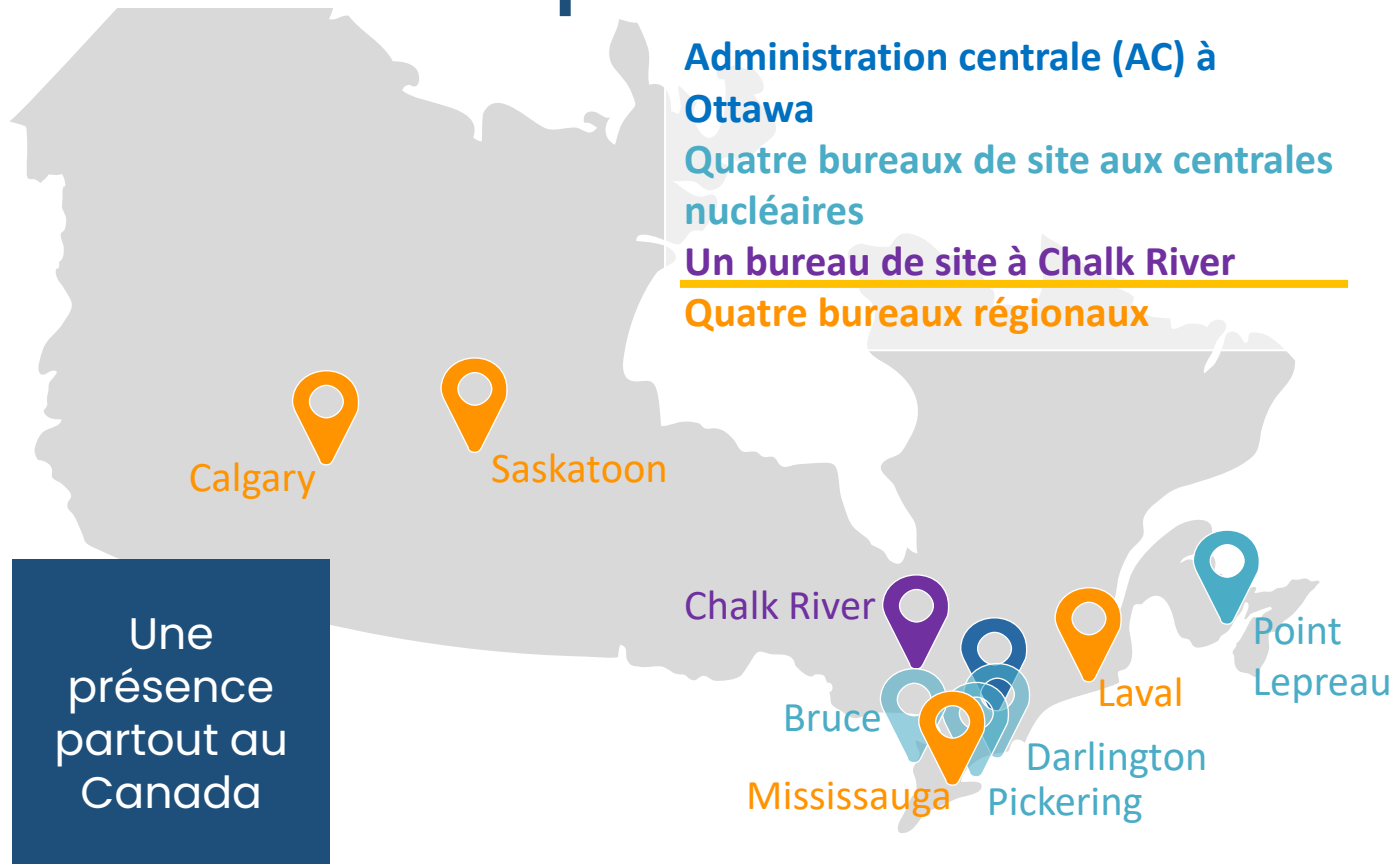 Administration centrale (AC) à
Ottawa
Quatre bureaux de site aux centrales
nucléaires
Un bureau de site à Chalk River
Quatre bureaux régionaux
Calgary
Saskatoon
Chalk River
Point
Lepreau
Laval
Bruce
Darlington
Mississauga
Pickering
Une
présence
partout au
Canada